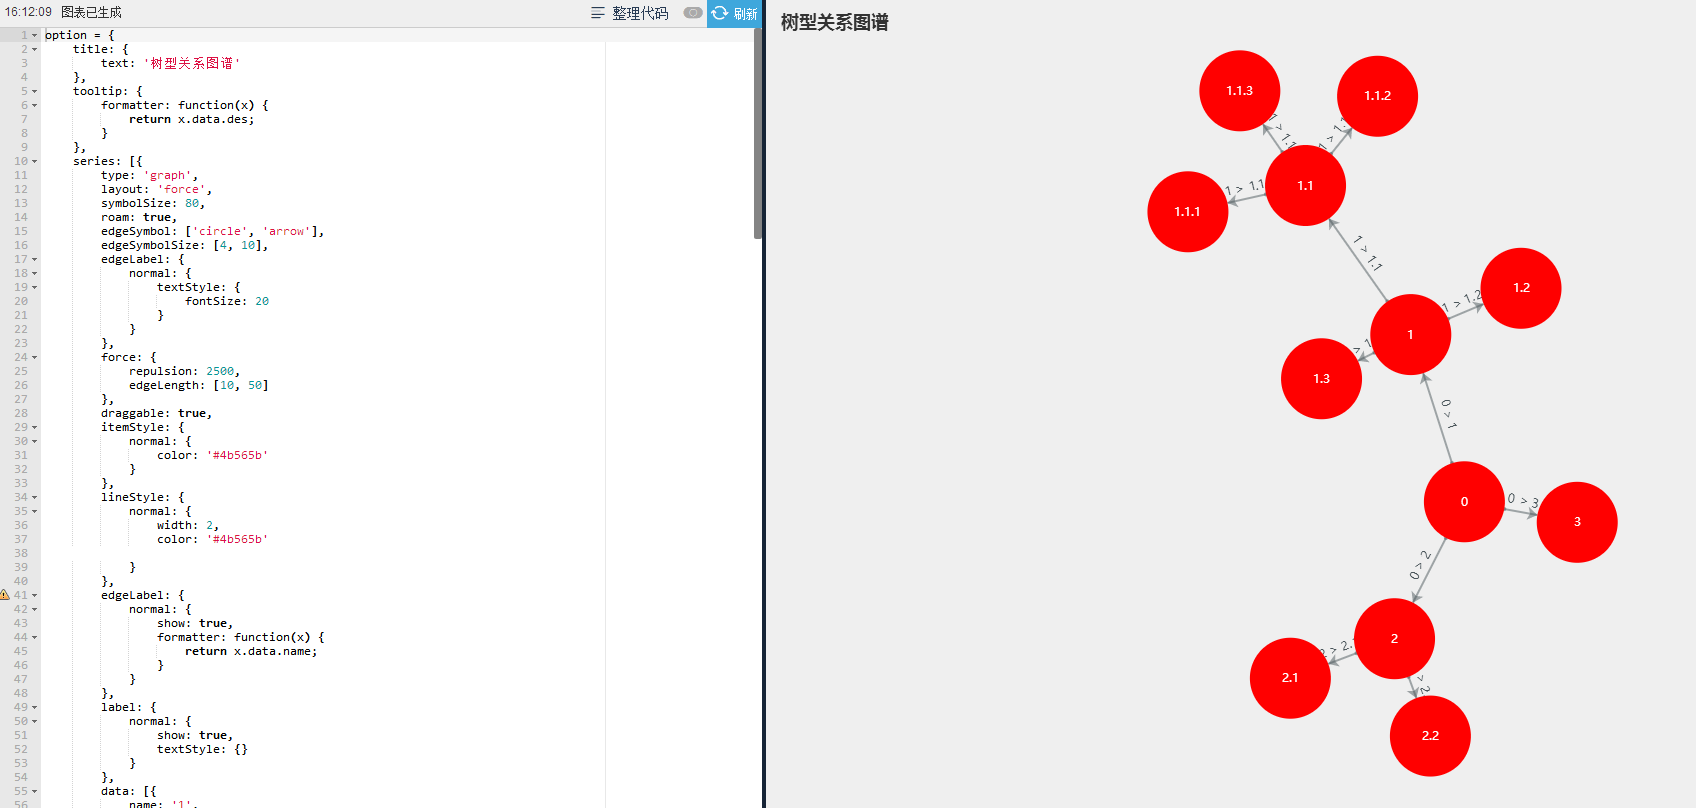 16:12:09 图表已生成
整理代码
刷新
1 option = {
2 title: {
3 text: '树型关系图谱'
4 },
5 tooltip: {
6 formatter: function(x) {
7 return x.data.des;
8 }
9 },
10 series: [{
11 type: 'graph',
12 layout: 'force',
13 symbolSize: 80,
14 roam: true,
15 edgeSymbol: ['circle', 'arrow'],
16 edgeSymbolSize: [4, 10],
17 edgeLabel: {
18 normal: {
19 textStyle: {
20 fontSize: 20
21 }
22 }
23 },
24 force: {
25 repulsion: 2500,
26 edgeLength: [10, 50]
27 },
28 draggable: true,
29 itemStyle: {
30 normal: {
31 color: '#4b565b'
32 }
33 },
34 lineStyle: {
35 normal: {
36 width: 2,
37 color: '#4b565b'
38
39 }
40 },
41 edgeLabel: {
42 normal: {
43 show: true,
44 formatter: function(x) {
45 return x.data.name;
46 }
47 }
48 },
49 label: {
50 normal: {
51 show: true,
52 textStyle: {}
53 }
54 },
55 data: [{
56 name: '1',
树型关系图谱
1.1.3
1.1.2
1 > 1.1
1 > 1.1
1.1
1 > 1.1
1.1.1
1 > 1.1
1.2
1 > 1.2
1
> 1
1.3
0 > 1
0
0 > 3
3
0 > 2
2
2 > 2.
2.1
> 2
2.2